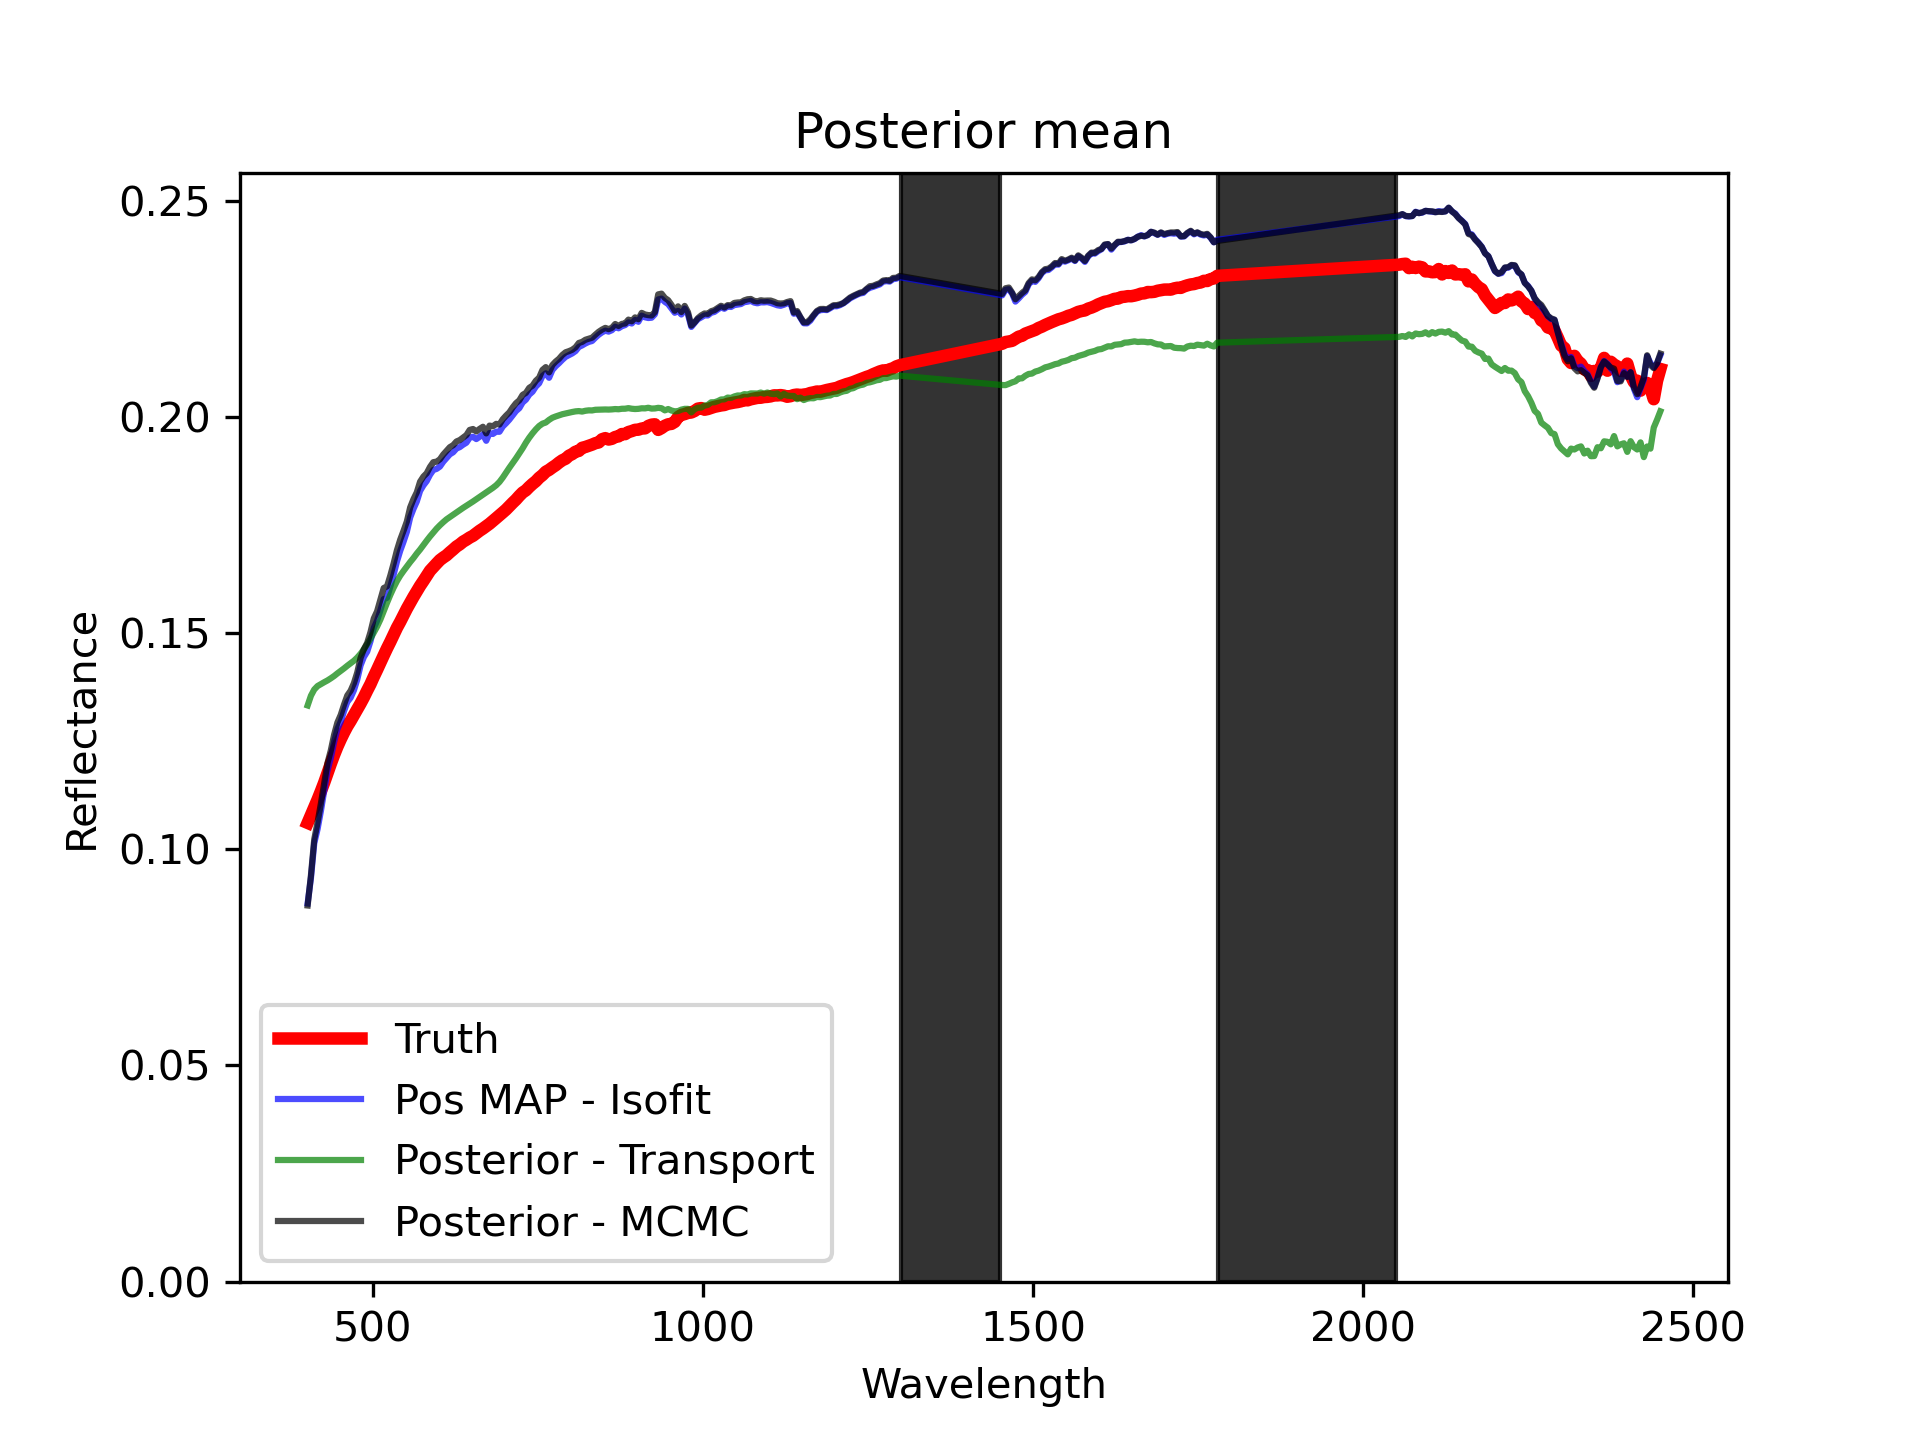 Posterior mean
0.25
0.20
0.15
0.10
0.05
0.00
Reflectance
Truth
Pos MAP - Isofit
Posterior - Transport
Posterior - MCMC
500 1000 1500 2000 2500
Wavelength